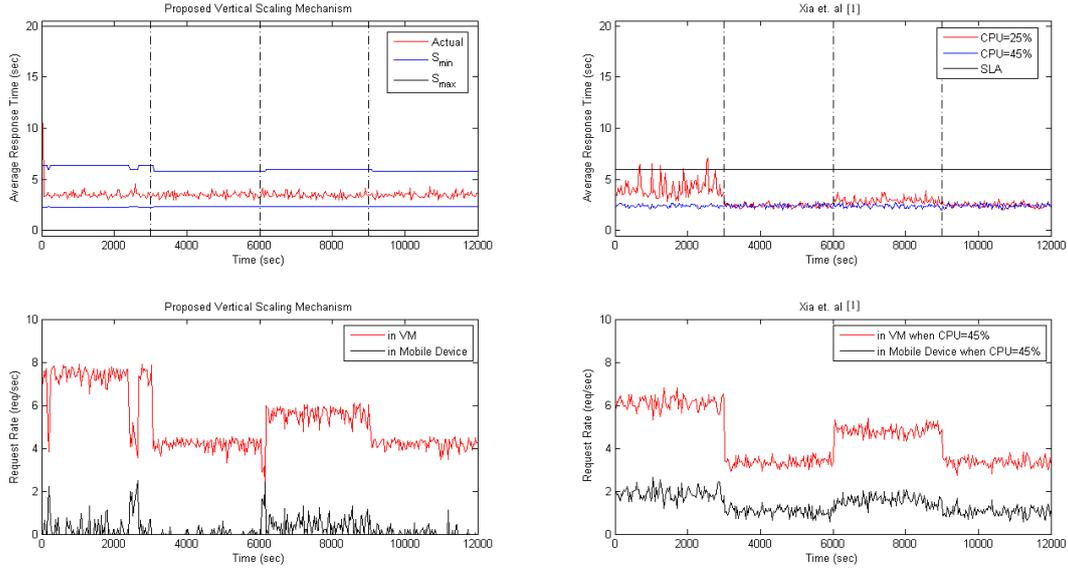 Proposed Vertical Scaling Mechanism
Average Response Time (sec)
20
15
10
5
0
Actual
Smin
Smax
0 2000 4000 6000 8000 10000 12000
Time (sec)
Xia et. al [1]
Average Response Time (sec)
20
15
10
5
0
CPU=25%
CPU=45%
SLA
0 2000 4000 6000 8000 10000 12000
Time (sec)
Proposed Vertical Scaling Mechanism
Request Rate (req/sec)
10
8
6
4
2
0
in VM
in Mobile Device
0 2000 4000 6000 8000 10000 12000
Time (sec)
Xia et. al [1]
Request Rate (req/sec)
10
8
6
4
2
0
in VM when CPU=45%
in Mobile Device when CPU=45%
0 2000 4000 6000 8000 10000 12000
Time (sec)